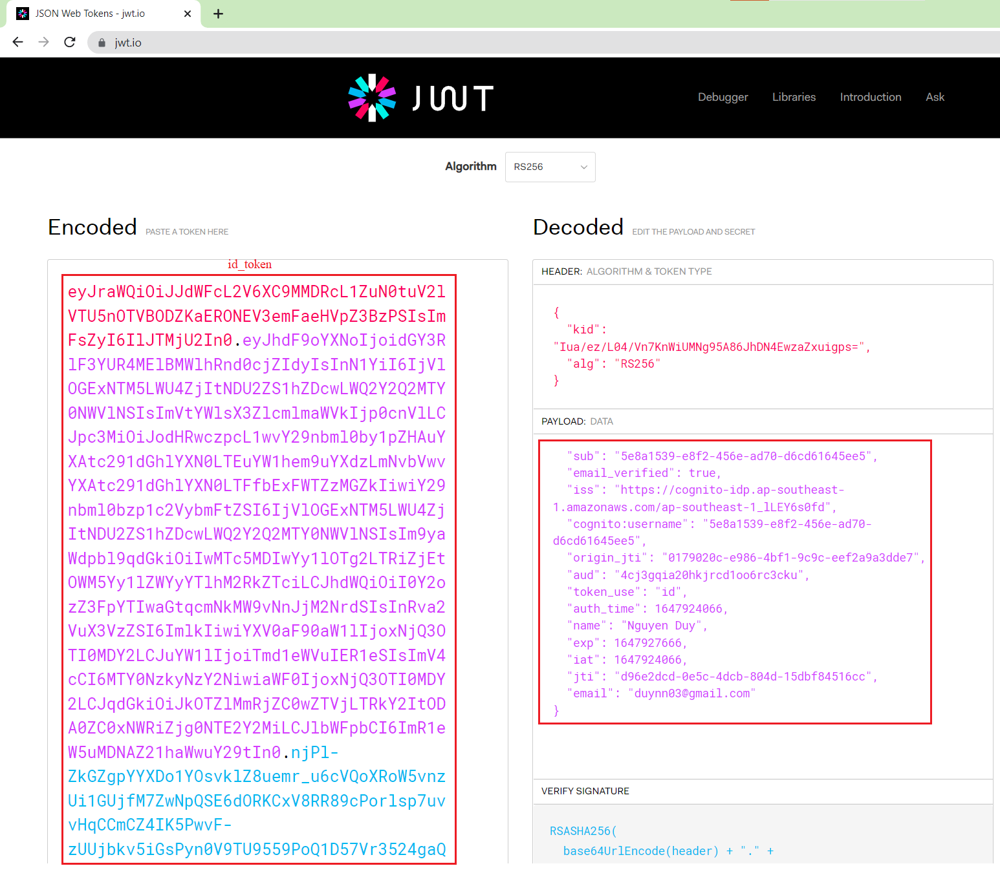 JSON Web Tokens - jwt.io
jwt.io
JWT
Debugger Libraries Introduction Ask
Algorithm RS256
Encoded PASTE A TOKEN HERE
id_token
eyJraWQiOiJJdWFcL2V6XC9MMDRcL1ZuN0tuV2l
VTU5nOTVBODZKaERONEV3emFaeHVpZ3BzPSIsIm
FsZyI6IlJTMjU2In0.eyJhdF9oYXNoIjoidGY3R
lF3YUR4MElBMWlhRnd0cjZIdyIsInN1YiI6IjVl
OGExNTM5LWU4ZjItNDU2ZS1hZDcwLWQ2Y2Q2MTY
0NWVlNSIsImVtYWlsX3ZlcmlmaWVkIjp0cnVlLC
Jpc3MiOiJodHRwczpcL1wvY29nbml0by1pZHAuY
XAtc291dGhlYXN0LTEuYW1hem9uYXdzLmNvbVwv
YXAtc291dGhlYXN0LTFfbExFWTZzMGZkIiwiY29
nbml0bzp1c2VybmFtZSI6IjVlOGExNTM5LWU4Zj
ItNDU2ZS1hZDcwLWQ2Y2Q2MTY0NWVlNSIsIm9ya
Wdpbl9qdGkiOiIwMTc5MDIwYy1lOTg2LTRiZjEt
OWM5Yy1lZWYyYTlhM2RkZTciLCJhdWQiOiI0Y2o
zZ3FpYTIwaGtqcmNkMW9vNnJjM2NrdSIsInRva2
VuX3VzZSI6ImlkIiwiYXV0aF90aW1lIjoxNjQ3O
TI0MDY2LCJuYW1lIjoiTmd1eWVuIER1eSIsImV4
cCI6MTY0NzkyNzY2NiwiaWF0IjoxNjQ3OTI0MDY
2LCJqdGkiOiJkOTZlMmRjZC0wZTVjLTRkY2ItOD
A0ZC0xNWRiZjg0NTE2Y2MiLCJlbWFpbCI6ImR1e
W5uMDNAZ21haWwuY29tIn0.njPl-
ZkGZgpYYXDo1YOsvklZ8uemr_u6cVQoXRoW5vnz
Ui1GUjfM7ZwNpQSE6dORKCxV8RR89cPorlsp7uv
vHqCCmCZ4IK5PwvF-
zUUjbkv5iGsPyn0V9TU9559PoQ1D57Vr3524gaQ
Decoded EDIT THE PAYLOAD AND SECRET
HEADER: ALGORITHM & TOKEN TYPE
{
"kid":
"Iua/ez/L04/Vn7KnWiUMNg95A86JhDN4EwzaZxuigps=",
"alg": "RS256"
}
PAYLOAD: DATA
"sub": "5e8a1539-e8f2-456e-ad70-d6cd61645ee5",
"email_verified": true,
"iss": "https://cognito-idp.ap-southeast-
1.amazonaws.com/ap-southeast-1_lLEY6s0fd",
"cognito:username": "5e8a1539-e8f2-456e-ad70-
d6cd61645ee5",
"origin_jti": "0179020c-e986-4bf1-9c9c-eef2a9a3dde7",
"aud": "4cj3gqia20hkjrcd1oo6rc3cku",
"token_use": "id",
"auth_time": 1647924066,
"name": "Nguyen Duy",
"exp": 1647927666,
"iat": 1647924066,
"jti": "d96e2dcd-0e5c-4dcb-804d-15dbf84516cc",
"email": "duynn03@gmail.com"
}
VERIFY SIGNATURE
RSASHA256(
base64UrlEncode(header) + "." +